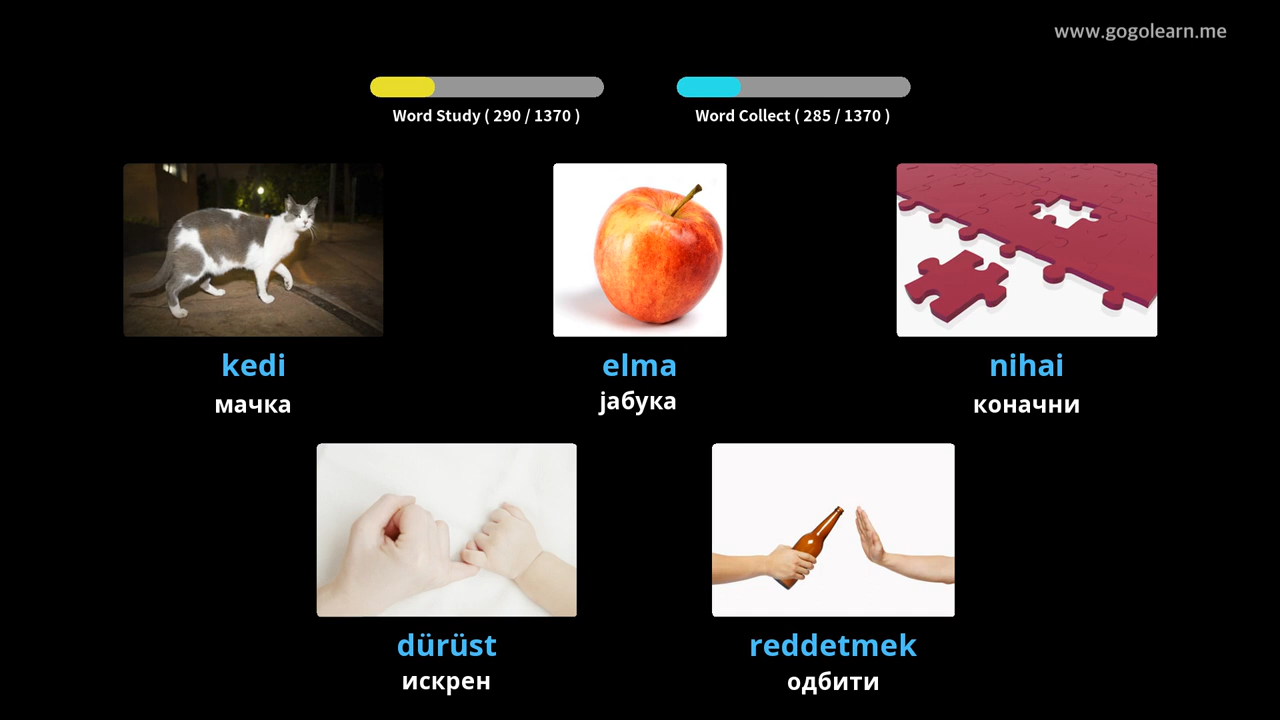 www.gogolearn.me
Word Study ( 290 / 1370 )
Word Collect ( 285 / 1370 )
kedi
мачка
elma
јабука
nihai
коначни
dürüst
искрен
reddetmek
одбити